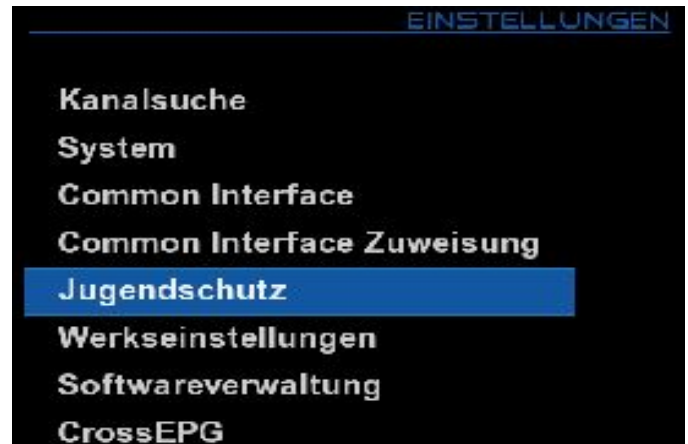 EINSTELLUNGEN
Kanalsuche
System
Common Interface
Common Interface Zuweisung
Jugendschutz
Werkseinstellungen
Softwareverwaltung
CrossEPG